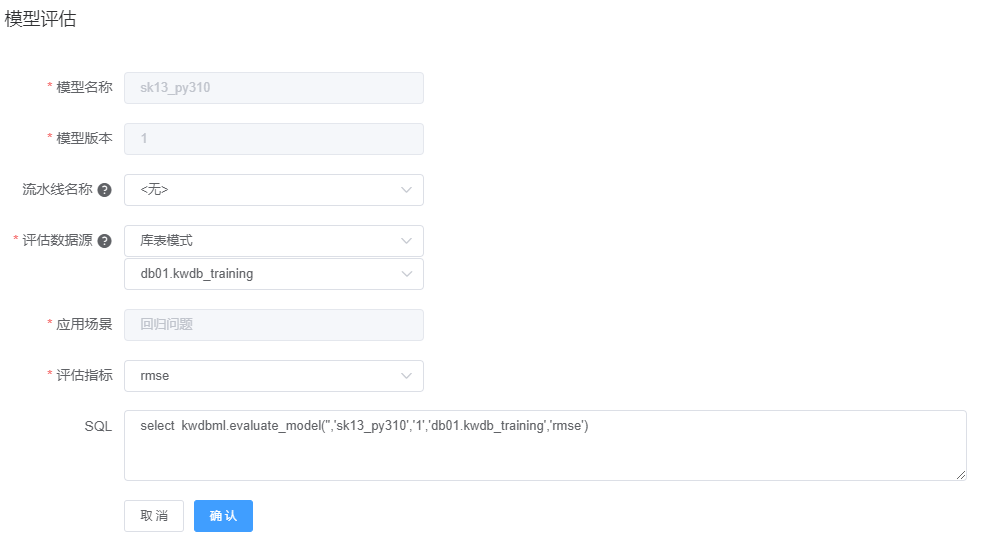 模型评估
* 模型名称 sk13_py310
* 模型版本 1
流水线名称 ? <无>
* 评估数据源 ? 库表模式
db01.kwdb_training
* 应用场景 回归问题
* 评估指标 rmse
SQL select  kwdbml.evaluate_model('','sk13_py310','1','db01.kwdb_training','rmse')
取消 确认